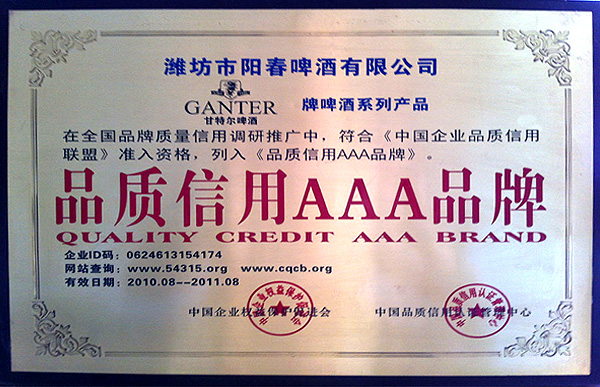 潍坊市阳春啤酒有限公司
GANTER 牌啤酒系列产品
甘特尔啤酒
在全国品牌质量信用调研推广中，符合《中国企业品质信用
联盟》准入资格，列入《品质信用AAA品牌》。
品质信用AAA品牌
QUALITY CREDIT AAA BRAND
企业ID码：0624613154174
网站查询：www.54315.org www.cqcb.org
有效日期：2010.08--2011.08
中国企业权益保护促进会 中国品质信用认证管理中心